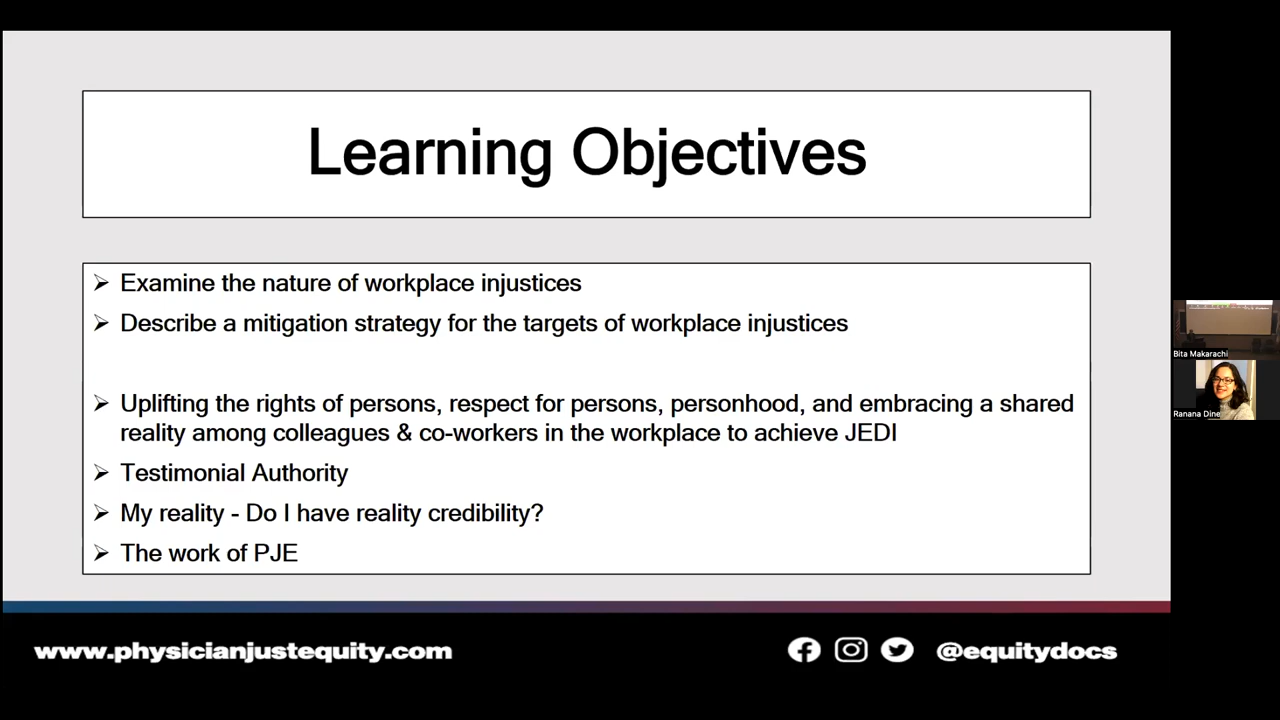 Learning Objectives
➢ Examine the nature of workplace injustices
➢ Describe a mitigation strategy for the targets of workplace injustices
➢ Uplifting the rights of persons, respect for persons, personhood, and embracing a shared
reality among colleagues & co-workers in the workplace to achieve JEDI
➢ Testimonial Authority
➢ My reality - Do I have reality credibility?
➢ The work of PJE
Bita Makarachi
Ranana Dine
www.physicianjustequity.com
@equitydocs